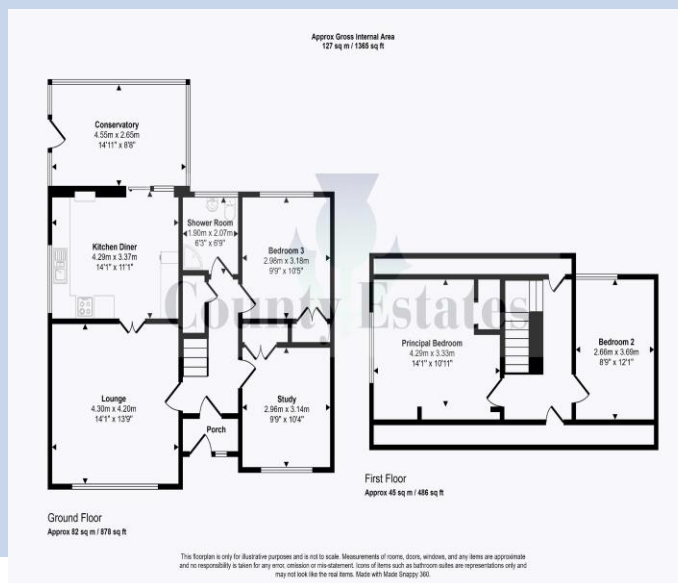 Approx Gross Internal Area
127 sq m / 1365 sq ft
Conservatory
4.55m x 2.65m
14'11" x 8'8"
Shower Room
1.90m x 2.07m
6'3" x 6'9"
Kitchen Diner
4.29m x 3.37m
14'1" x 11'1"
Bedroom 3
2.98m x 3.18m
9'9" x 10'5"
County Estates
Principal Bedroom
4.29m x 3.33m
14'1" x 10'11"
Bedroom 2
2.66m x 3.69m
8'9" x 12'1"
Lounge
4.30m x 4.20m
14'1" x 13'9"
Study
2.96m x 3.14m
9'9" x 10'4"
Porch
First Floor
Approx 45 sq m / 486 sq ft
Ground Floor
Approx 82 sq m / 878 sq ft
This floorplan is only for illustrative purposes and is not to scale. Measurements of rooms, doors, windows, and any items are approximate
and no responsibility is taken for any error, omission or mis-statement. Icons of items such as bathroom suites are representations only and
may not look like the real items. Made with Made Snappy 360.